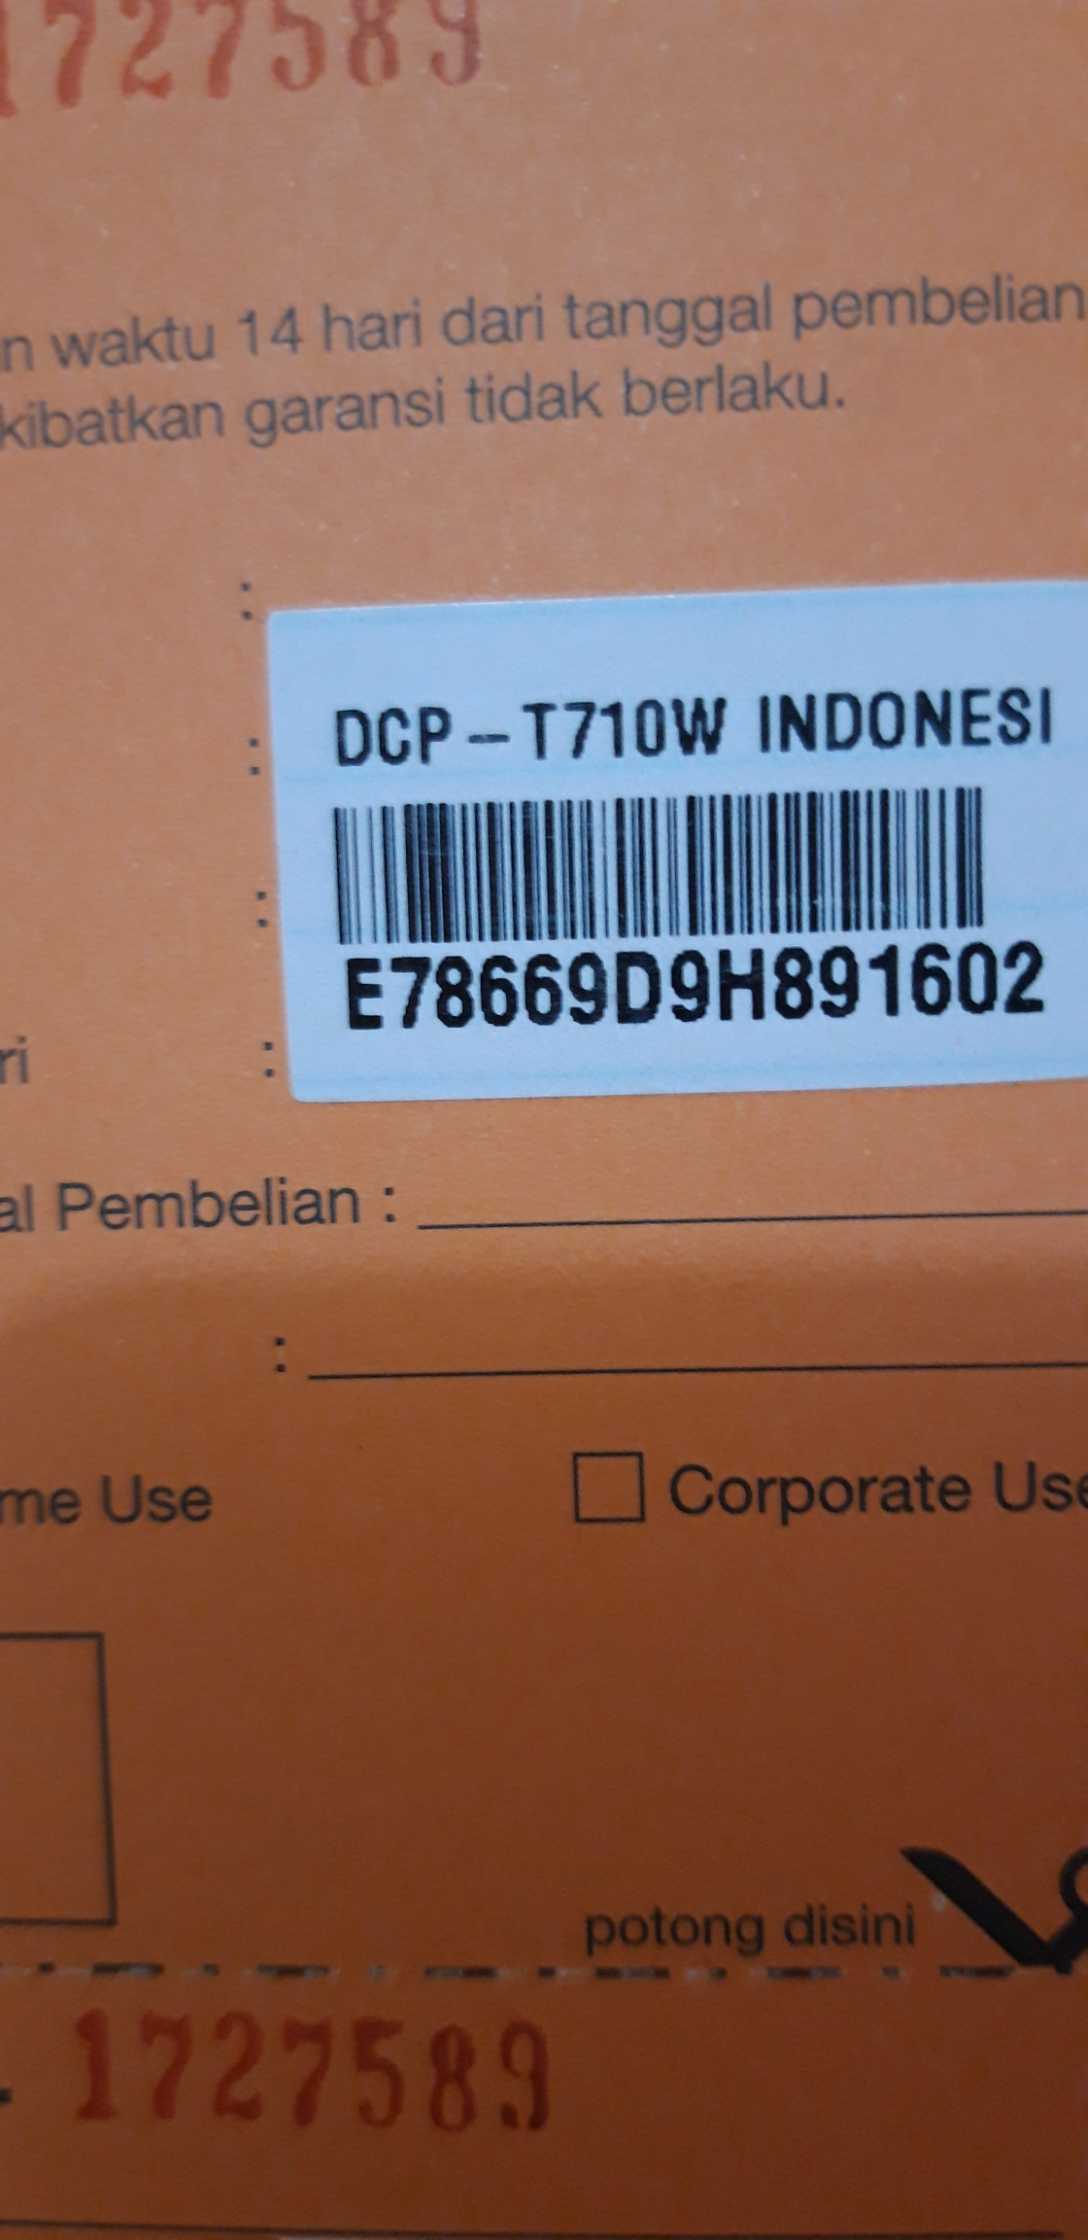 1727589
n waktu 14 hari dari tanggal pembelian
kibatkan garansi tidak berlaku.
:
DCP-T710W INDONESI
:
:
E78669D9H891602
ri :
al Pembelian :
:
me Use Corporate Use
potong disini
. 1727589